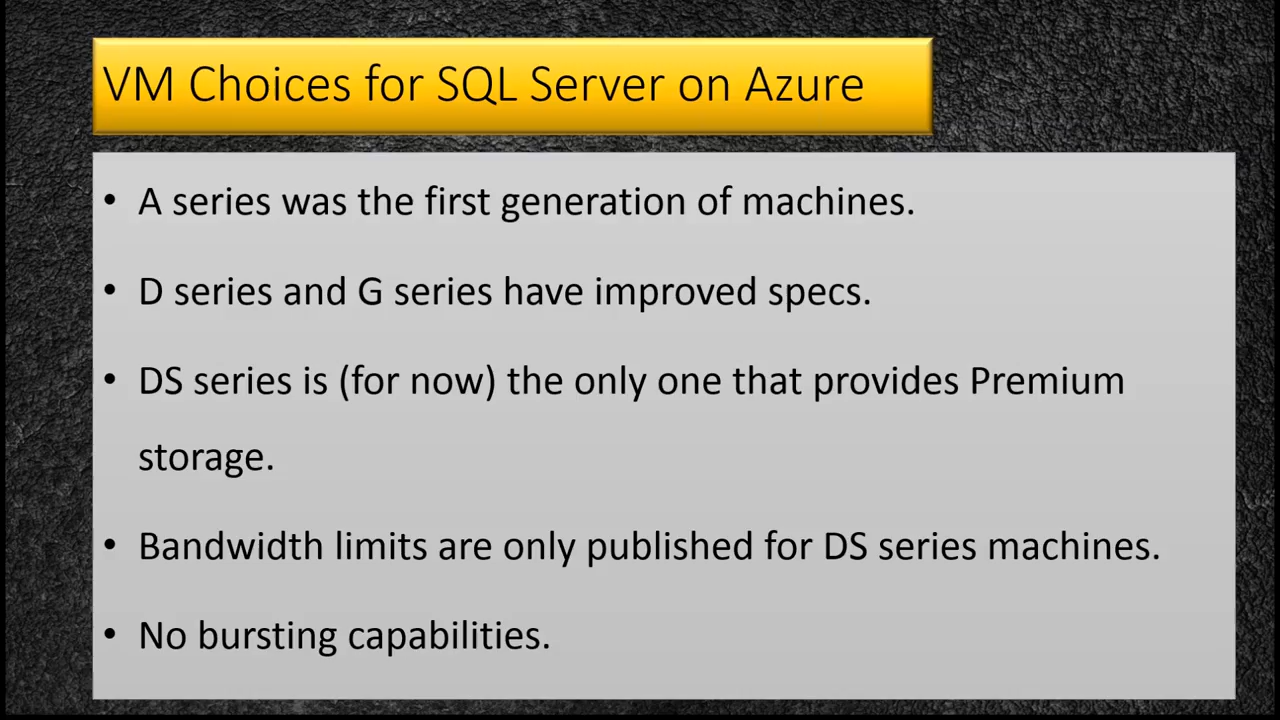 VM Choices for SQL Server on Azure
• A series was the first generation of machines.
• D series and G series have improved specs.
• DS series is (for now) the only one that provides Premium
storage.
• Bandwidth limits are only published for DS series machines.
• No bursting capabilities.